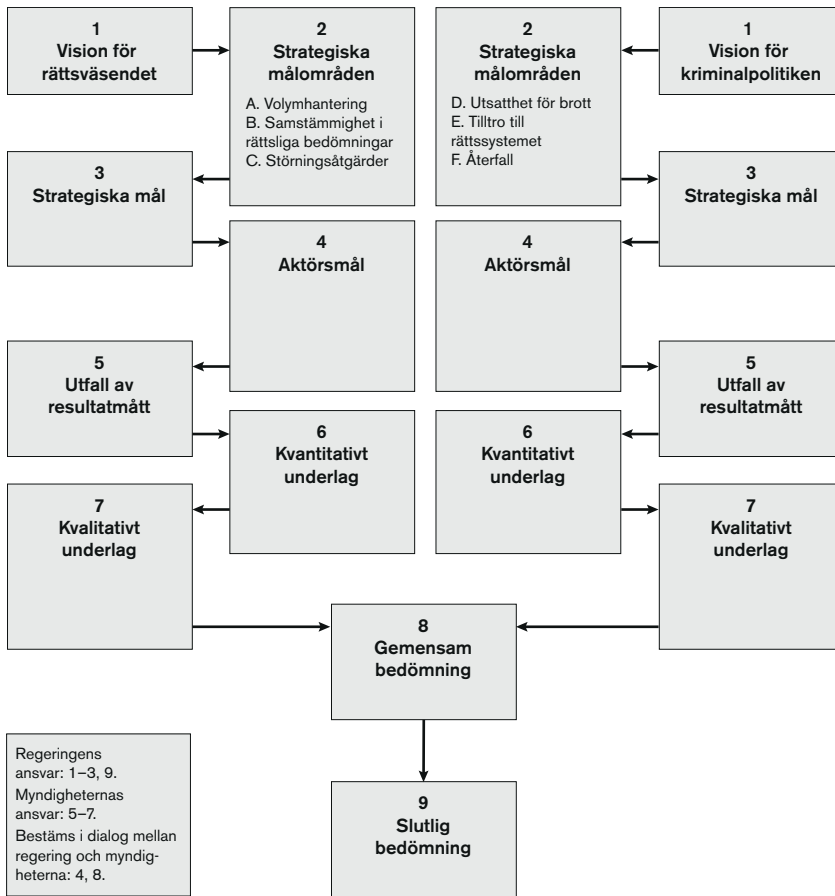 1
Vision för
rättsväsendet
2
Strategiska
målområden
A. Volymhantering
B. Samstämmighet i
rättsliga bedömningar
C. Störningsåtgärder
2
Strategiska
målområden
D. Utsatthet för brott
E. Tilltro till
rättssystemet
F. Återfall
1
Vision för
kriminalpolitiken
3
Strategiska mål
3
Strategiska mål
4
Aktörsmål
4
Aktörsmål
5
Utfall av
resultatmått
5
Utfall av
resultatmått
6
Kvantitativt
underlag
6
Kvantitativt
underlag
7
Kvalitativt
underlag
7
Kvalitativt
underlag
8
Gemensam
bedömning
Regeringens
ansvar: 1–3, 9.
Myndigheternas
ansvar: 5–7.
Bestäms i dialog mellan
regering och myndig-
heterna: 4, 8.
9
Slutlig
bedömning